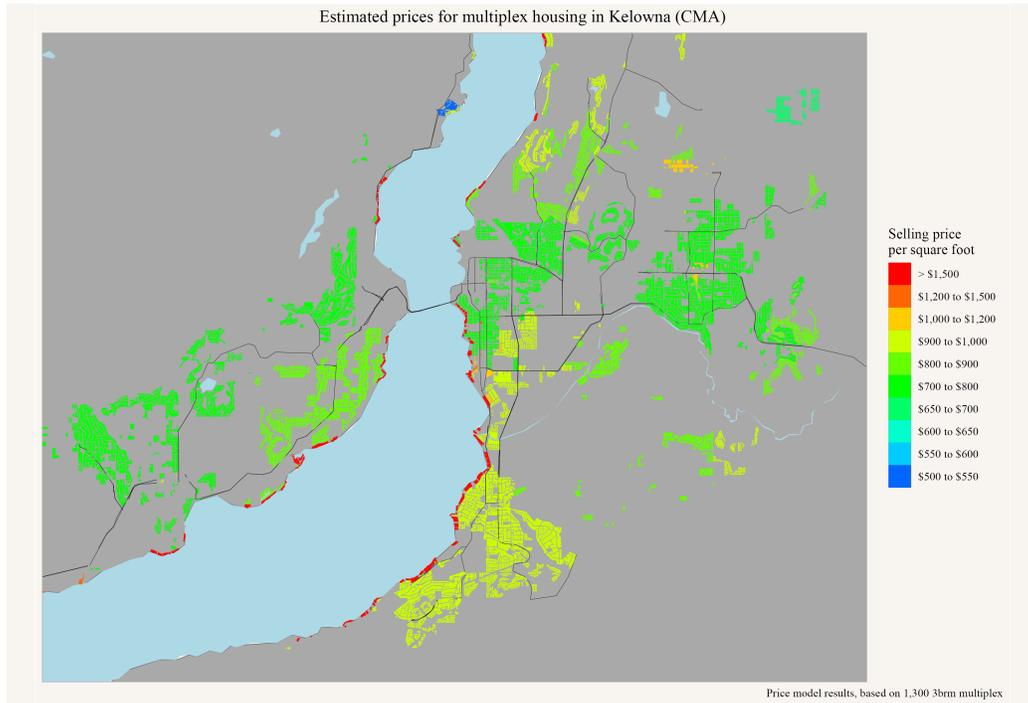 Estimated prices for multiplex housing in Kelowna (CMA)
Selling price
per square foot
> $1,500
$1,200 to $1,500
$1,000 to $1,200
$900 to $1,000
$800 to $900
$700 to $800
$650 to $700
$600 to $650
$550 to $600
$500 to $550
Price model results, based on 1,300 3brm multiplex